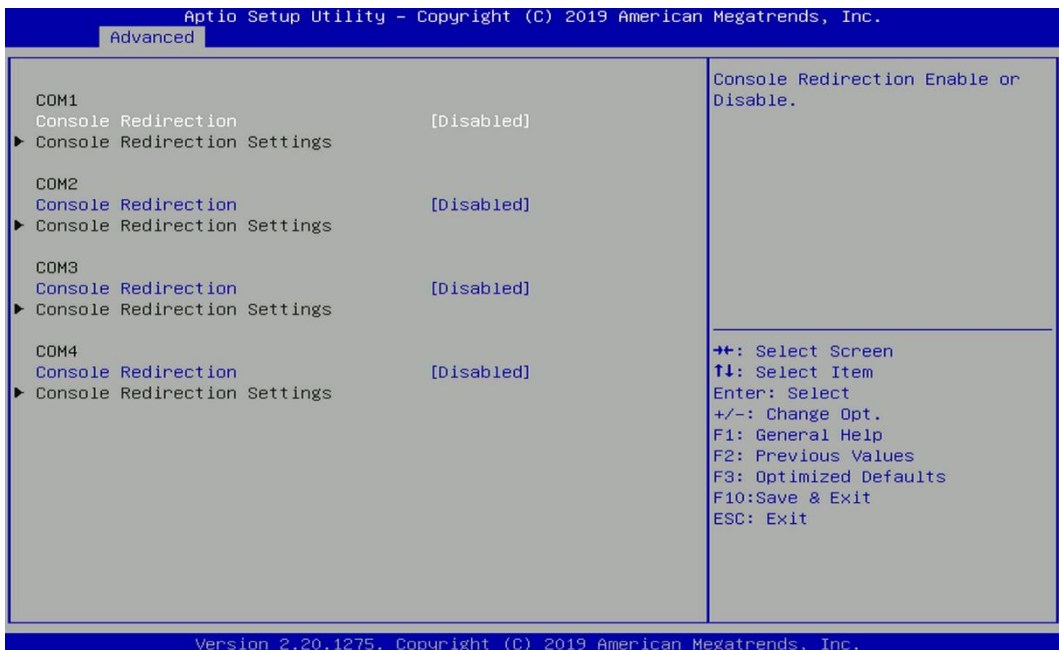 Aptio Setup Utility – Copyright (C) 2019 American Megatrends, Inc.
Advanced
COM1
Console Redirection [Disabled]
Console Redirection Settings
COM2
Console Redirection [Disabled]
Console Redirection Settings
COM3
Console Redirection [Disabled]
Console Redirection Settings
COM4
Console Redirection [Disabled]
Console Redirection Settings
Console Redirection Enable or
Disable.
→←: Select Screen
↑↓: Select Item
Enter: Select
+/-: Change Opt.
F1: General Help
F2: Previous Values
F3: Optimized Defaults
F10:Save & Exit
ESC: Exit
Version 2.20.1275. Copyright (C) 2019 American Megatrends, Inc.